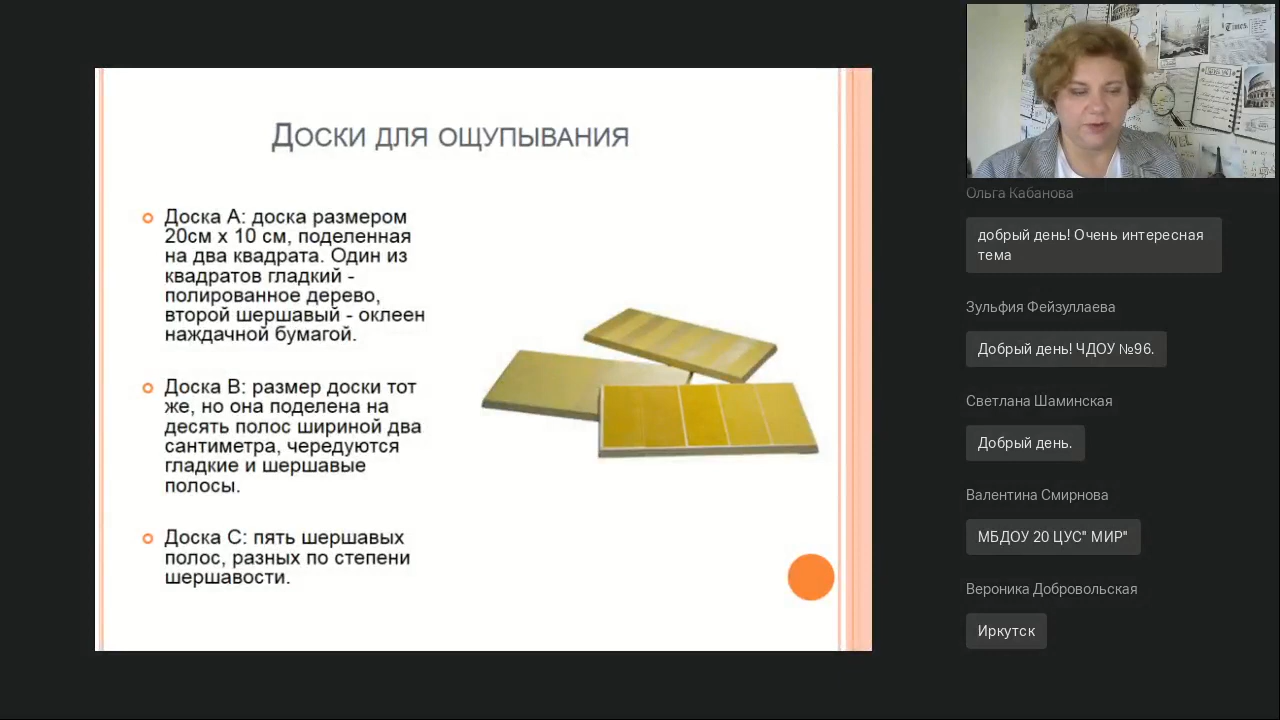 Доски для ощупывания
Доска А: доска размером
20см х 10 см, поделенная
на два квадрата. Один из
квадратов гладкий -
полированное дерево,
второй шершавый - оклеен
наждачной бумагой.
Доска В: размер доски тот
же, но она поделена на
десять полос шириной два
сантиметра, чередуются
гладкие и шершавые
полосы.
Доска С: пять шершавых
полос, разных по степени
шершавости.
Times
Ольга Кабанова
добрый день! Очень интересная
тема
Зульфия Фейзуллаева
Добрый день! ЧДОУ №96.
Светлана Шаминская
Добрый день.
Валентина Смирнова
МБДОУ 20 ЦУС" МИР"
Вероника Добровольская
Иркутск